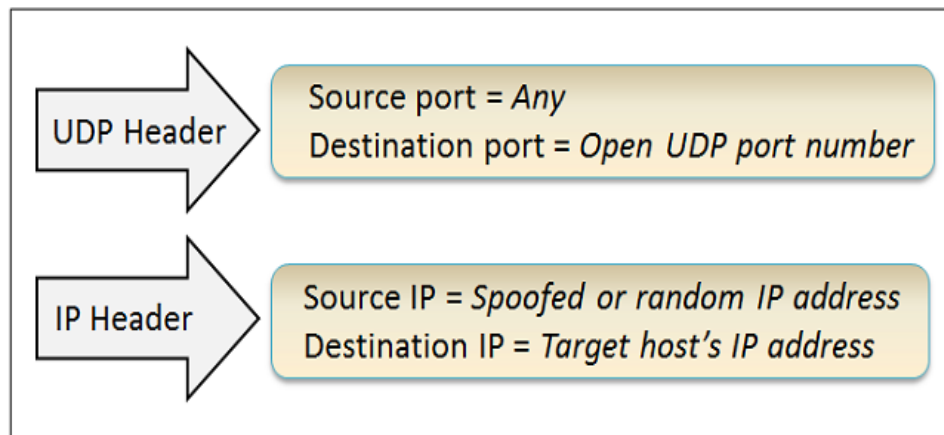 UDP Header
Source port = Any
Destination port = Open UDP port number
IP Header
Source IP = Spoofed or random IP address
Destination IP = Target host's IP address